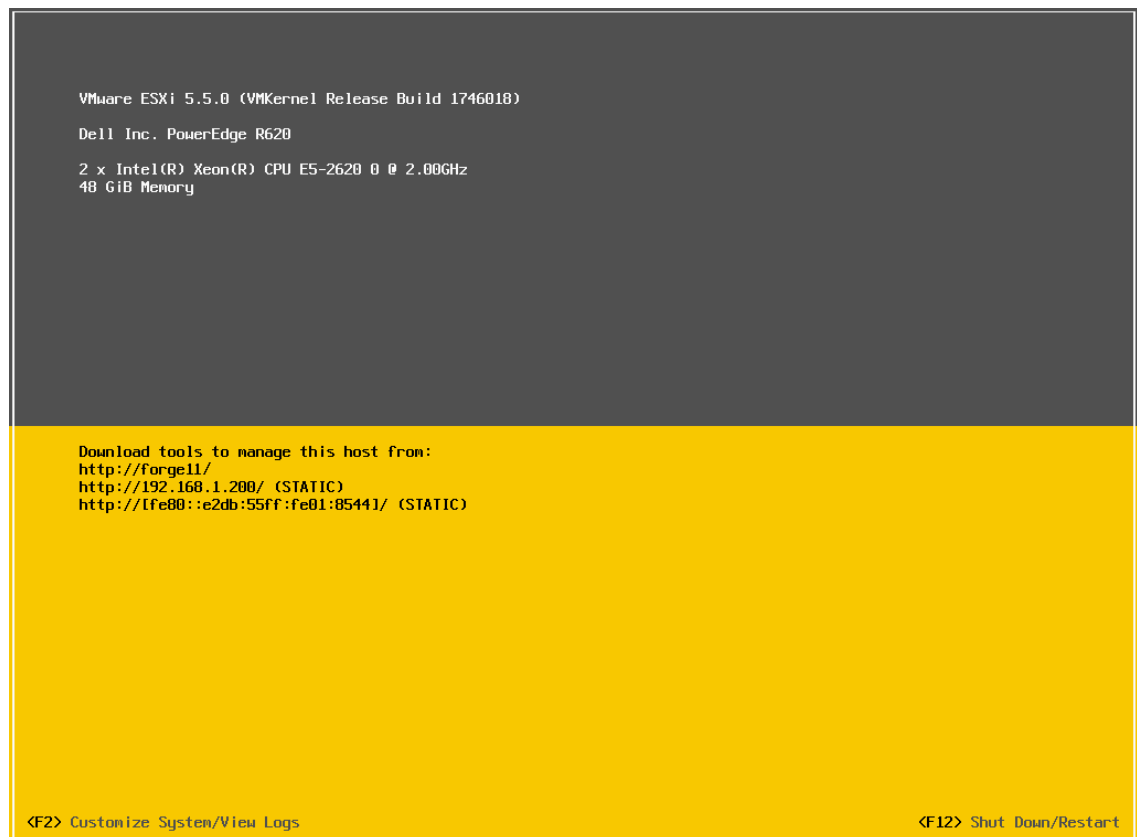 VMware ESXi 5.5.0 (VMKernel Release Build 1746018)
Dell Inc. PowerEdge R620
2 x Intel(R) Xeon(R) CPU E5-2620 0 @ 2.00GHz
48 GiB Memory
Download tools to manage this host from:
http://forge11/
http://192.168.1.200/ (STATIC)
http://[fe80::e2db:55ff:fe01:8544]/ (STATIC)
<F2> Customize System/View Logs
<F12> Shut Down/Restart